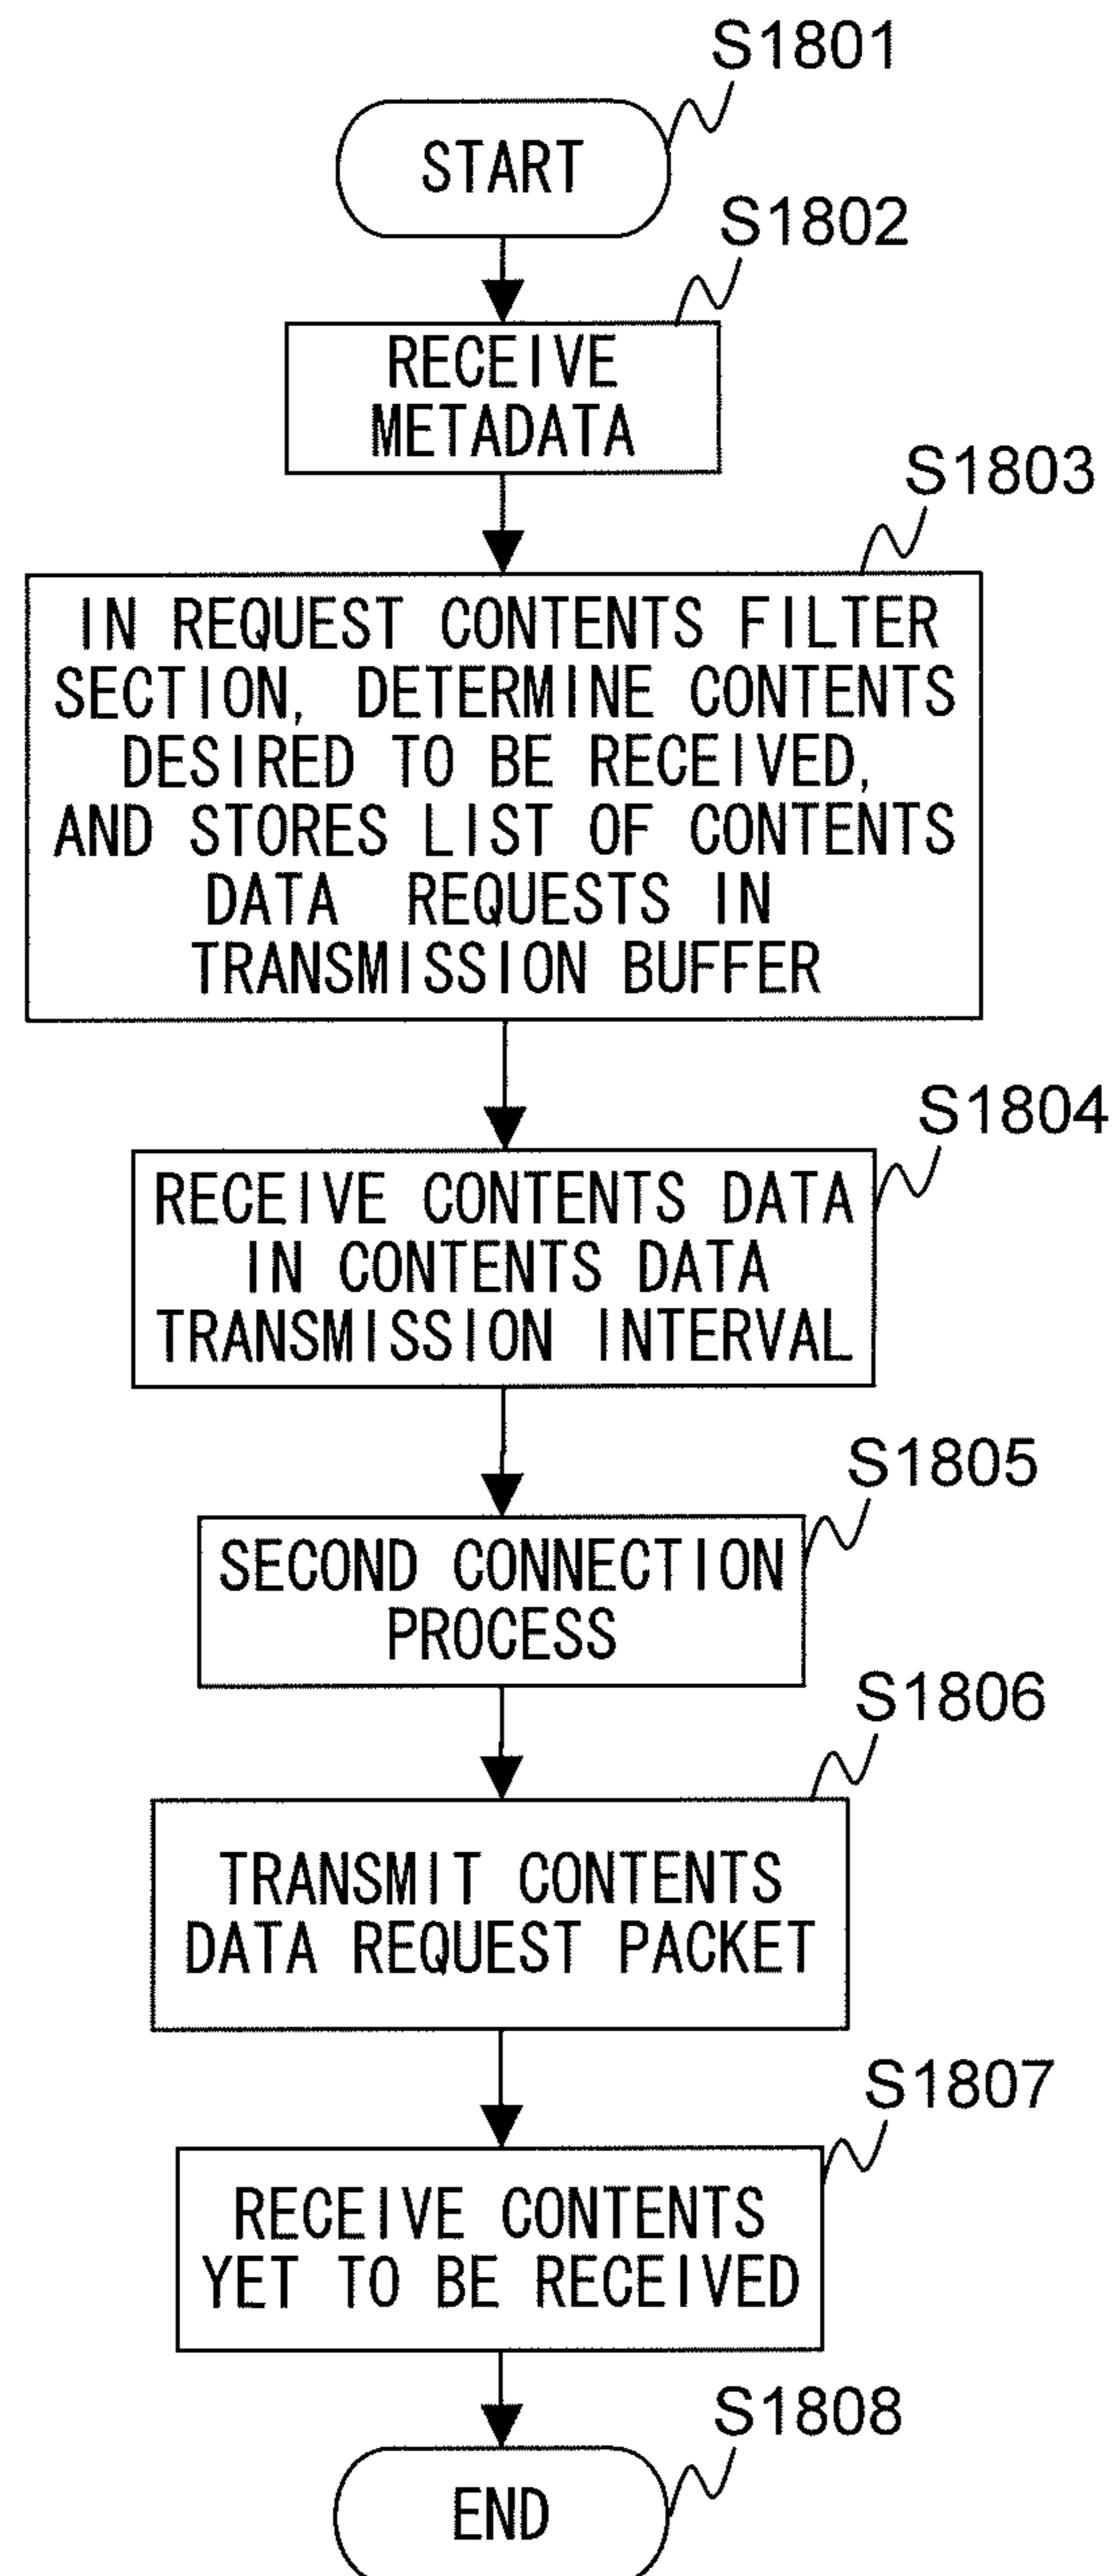 S1801
START
S1802
RECEIVE
METADATA
S1803
IN REQUEST CONTENTS FILTER
SECTION, DETERMINE CONTENTS
DESIRED TO BE RECEIVED,
AND STORES LIST OF CONTENTS
DATA REQUESTS IN
TRANSMISSION BUFFER
S1804
RECEIVE CONTENTS DATA
IN CONTENTS DATA
TRANSMISSION INTERVAL
S1805
SECOND CONNECTION
PROCESS
S1806
TRANSMIT CONTENTS
DATA REQUEST PACKET
S1807
RECEIVE CONTENTS
YET TO BE RECEIVED
S1808
END